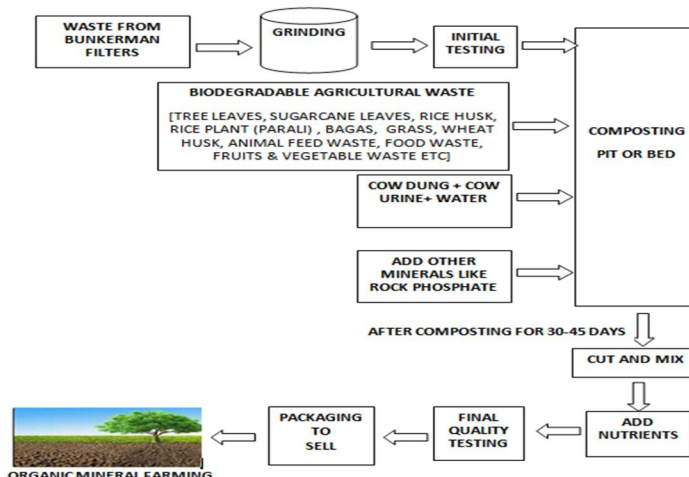 WASTE FROM
BUNKERMAN
FILTERS
GRINDING
INITIAL
TESTING
BIODEGRADABLE AGRICULTURAL WASTE
[TREE LEAVES, SUGARCANE LEAVES, RICE HUSK,
RICE PLANT (PARALI) , BAGAS, GRASS, WHEAT
HUSK, ANIMAL FEED WASTE, FOOD WASTE,
FRUITS & VEGETABLE WASTE ETC]
COMPOSTING
PIT OR BED
COW DUNG + COW
URINE+ WATER
ADD OTHER
MINERALS LIKE
ROCK PHOSPHATE
AFTER COMPOSTING FOR 30-45 DAYS
CUT AND MIX
ADD
NUTRIENTS
FINAL
QUALITY
TESTING
PACKAGING
TO
SELL
ORGANIC MINERAL FARMING